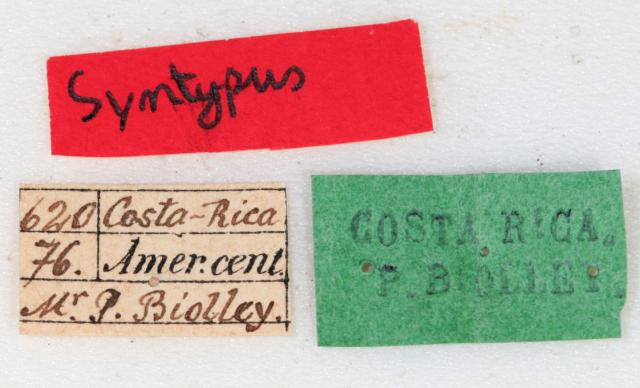 Syntypus
620 Costa-Rica
76. Amer. cent.
Mr. P. Biolley.
COSTA RICA.
P. BIOLLEY.